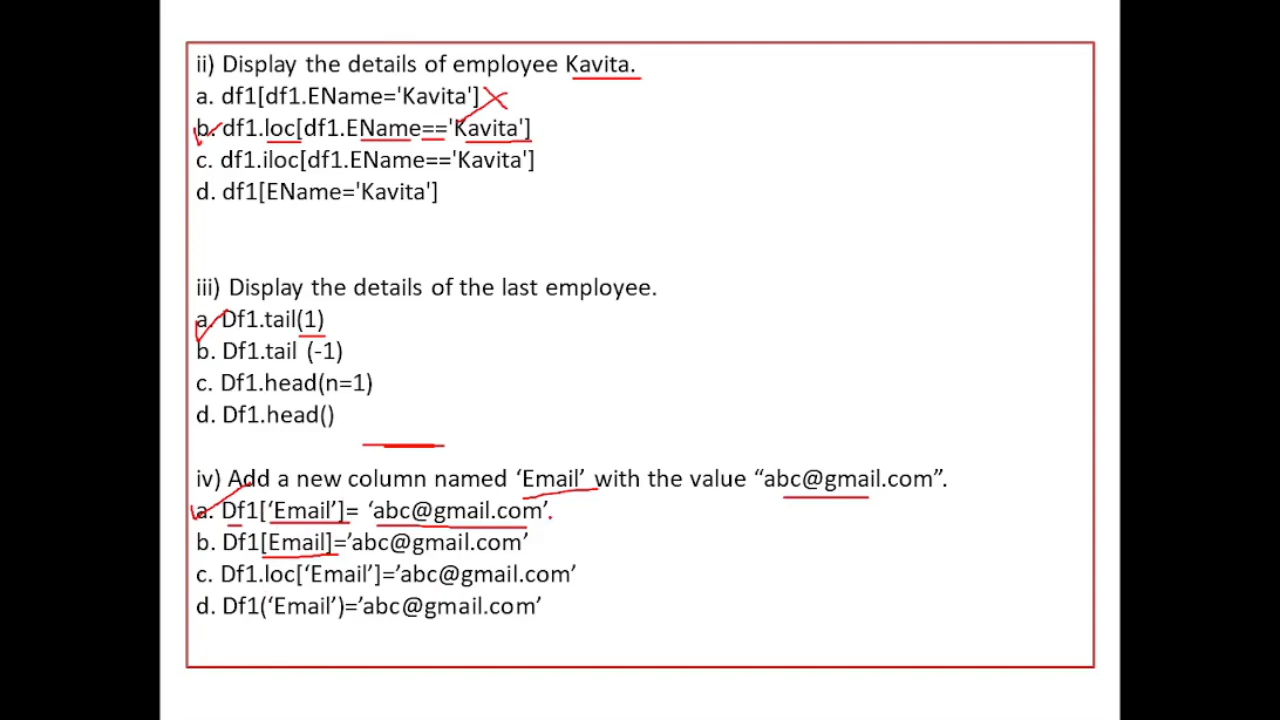 ii) Display the details of employee Kavita.
a. df1[df1.EName='Kavita']
b. df1.loc[df1.EName=='Kavita']
c. df1.iloc[df1.EName=='Kavita']
d. df1[EName='Kavita']
iii) Display the details of the last employee.
a. Df1.tail(1)
b. Df1.tail (-1)
c. Df1.head(n=1)
d. Df1.head()
iv) Add a new column named ‘Email’ with the value “abc@gmail.com”.
a. Df1[‘Email’]= ‘abc@gmail.com’.
b. Df1[Email]=’abc@gmail.com’
c. Df1.loc[‘Email’]=’abc@gmail.com’
d. Df1(‘Email’)=’abc@gmail.com’